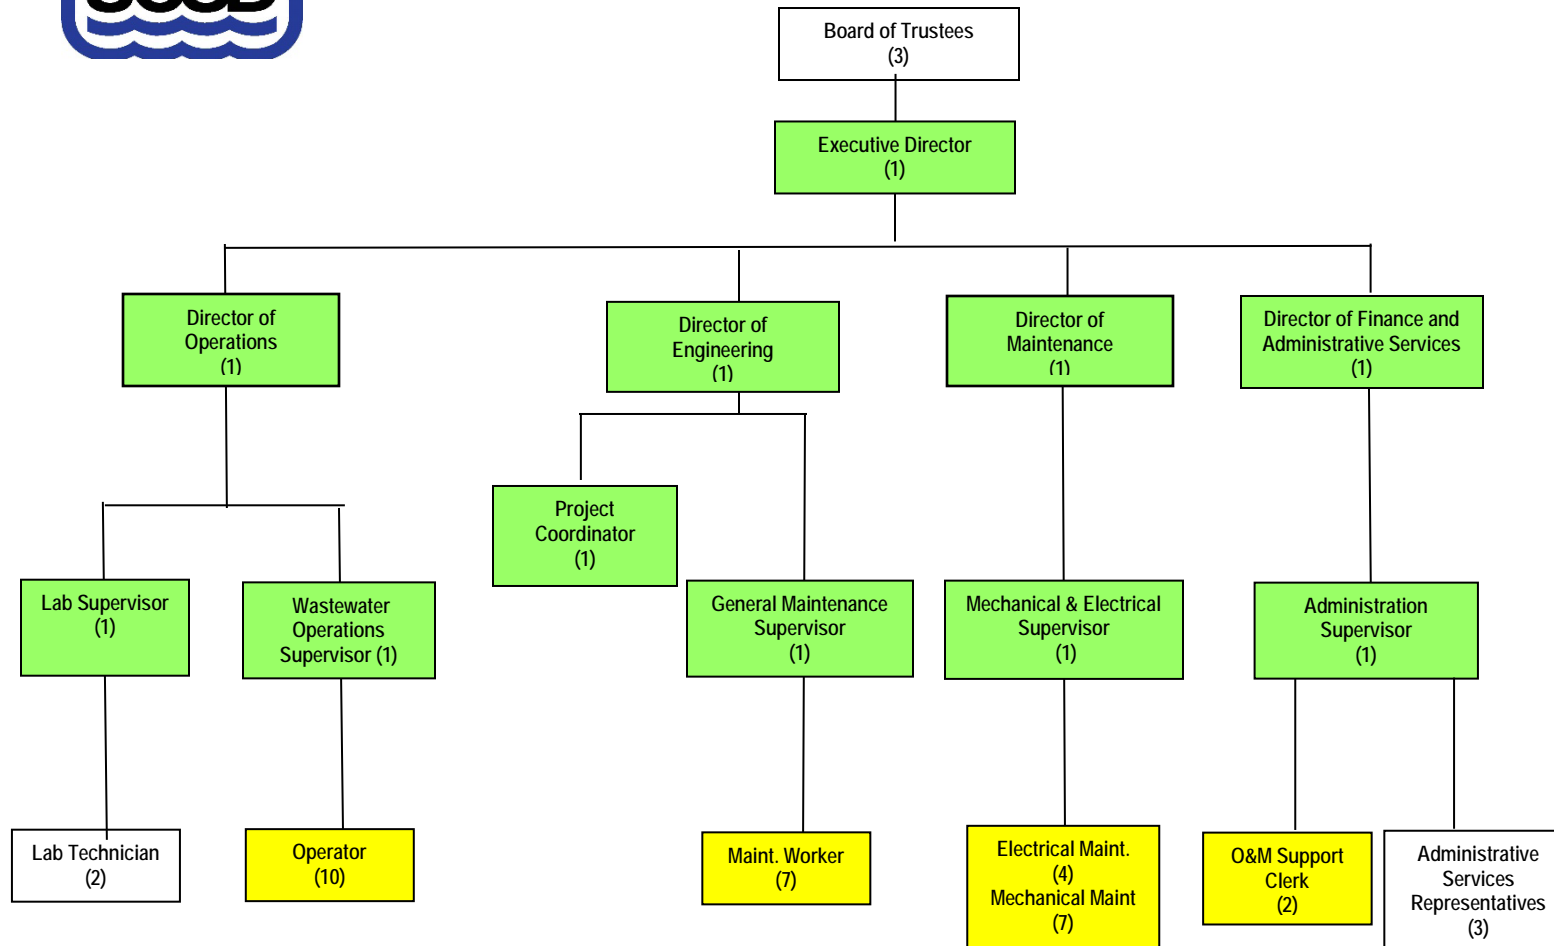 Board of Trustees
(3)
Executive Director
(1)
Director of
Operations
(1)
Director of
Engineering
(1)
Director of
Maintenance
(1)
Director of Finance and
Administrative Services
(1)
Project
Coordinator
(1)
Lab Supervisor
(1)
Wastewater
Operations
Supervisor (1)
General Maintenance
Supervisor
(1)
Mechanical & Electrical
Supervisor
(1)
Administration
Supervisor
(1)
Lab Technician
(2)
Operator
(10)
Maint. Worker
(7)
Electrical Maint.
(4)
Mechanical Maint
(7)
O&M Support
Clerk
(2)
Administrative
Services
Representatives
(3)